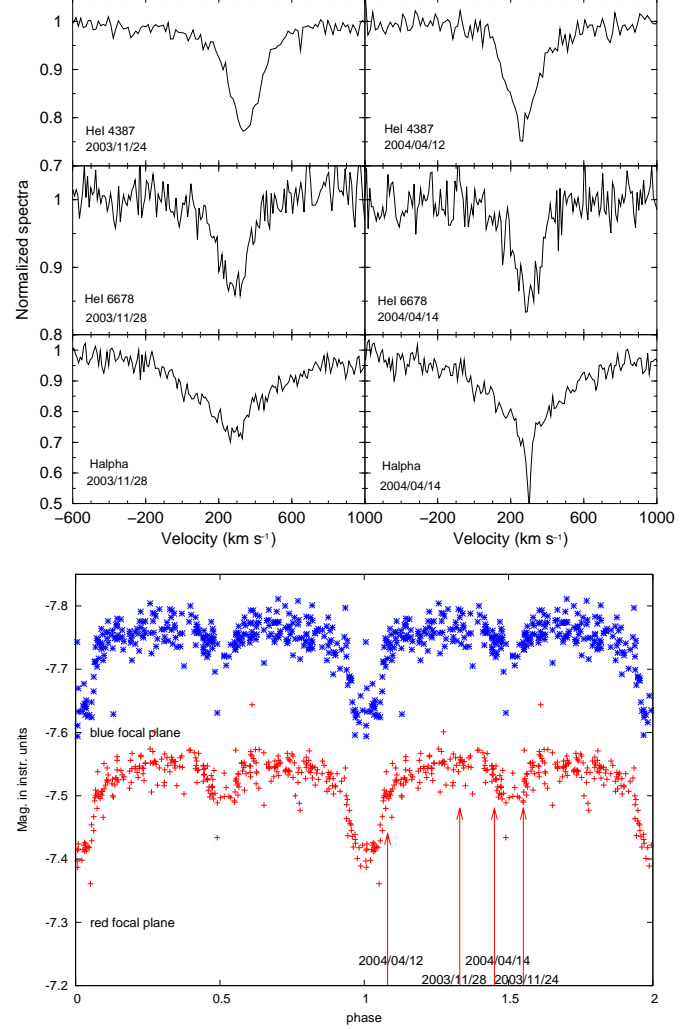 1
0.9
0.8
0.7
HeI 4387
2003/11/24
HeI 4387
2004/04/12
Normalized spectra
1
0.9
0.8
HeI 6678
2003/11/28
HeI 6678
2004/04/14
1
0.9
0.8
0.7
0.6
0.5
Halpha
2003/11/28
Halpha
2004/04/14
−600 −200 200 600 1000
−200 200 600 1000
Velocity (km s⁻¹) Velocity (km s⁻¹)
-7.8
-7.7
-7.6
-7.5
-7.4
-7.3
-7.2
Mag. in instr. units
blue focal plane
red focal plane
2004/04/12 2004/04/14
2003/11/28 2003/11/24
0 0.5 1 1.5 2
phase